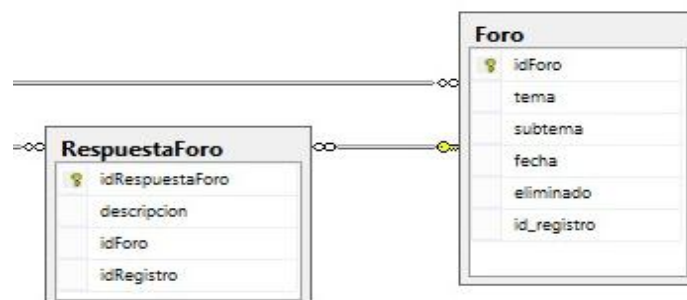 Foro
idForo
tema
subtema
fecha
eliminado
id_registro
RespuestaForo
idRespuestaForo
descripcion
idForo
idRegistro